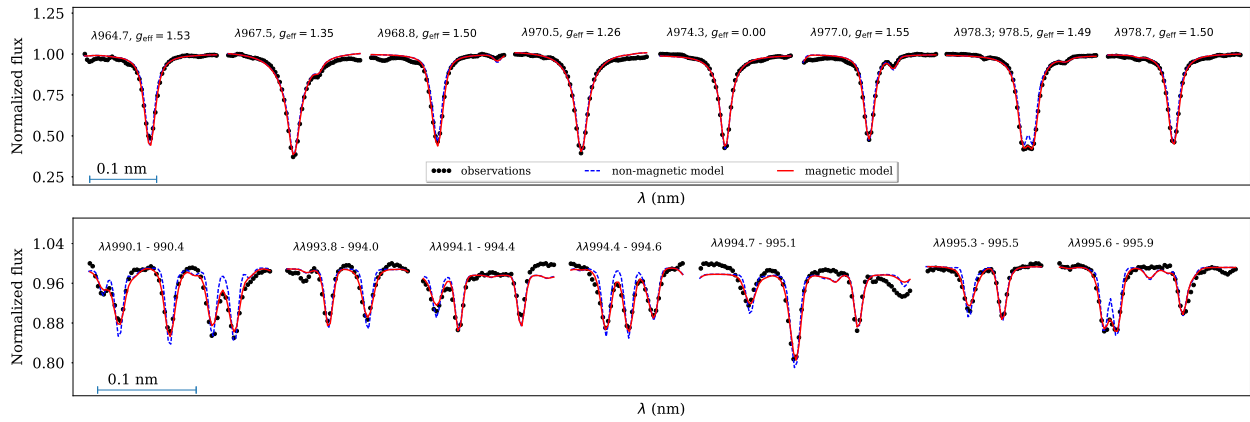 1.25
1.00
0.75
0.50
0.25
Normalized flux
λ964.7, g_eff = 1.53
λ967.5, g_eff = 1.35
λ968.8, g_eff = 1.50
λ970.5, g_eff = 1.26
λ974.3, g_eff = 0.00
λ977.0, g_eff = 1.55
λ978.3; 978.5, g_eff = 1.49
λ978.7, g_eff = 1.50
0.1 nm
observations
non-magnetic model
magnetic model
λ (nm)
1.04
0.96
0.88
0.80
Normalized flux
λλ990.1 - 990.4
λλ993.8 - 994.0
λλ994.1 - 994.4
λλ994.4 - 994.6
λλ994.7 - 995.1
λλ995.3 - 995.5
λλ995.6 - 995.9
0.1 nm
λ (nm)